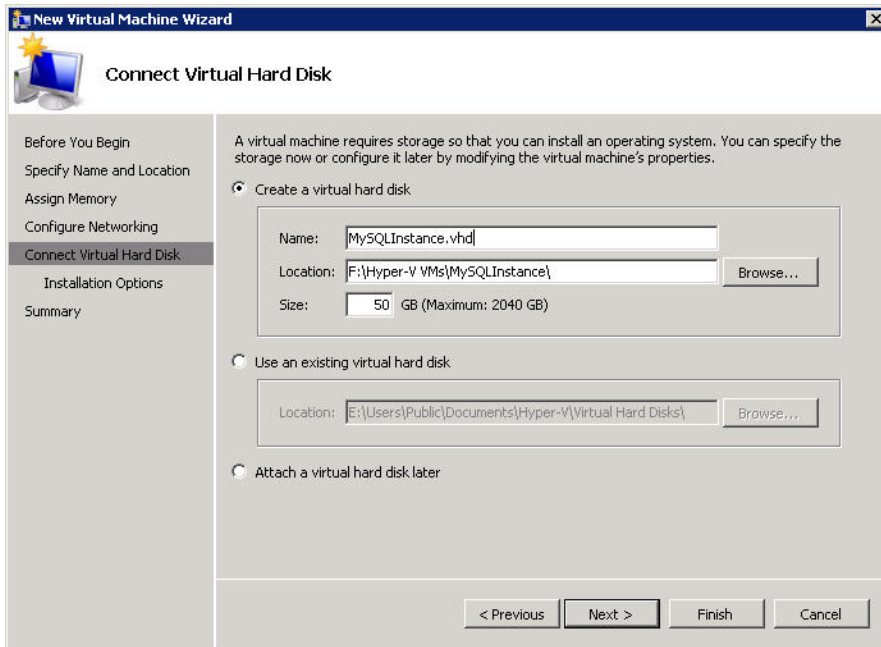 New Virtual Machine Wizard
Connect Virtual Hard Disk
Before You Begin
Specify Name and Location
Assign Memory
Configure Networking
Connect Virtual Hard Disk
Installation Options
Summary
A virtual machine requires storage so that you can install an operating system. You can specify the
storage now or configure it later by modifying the virtual machine's properties.
Create a virtual hard disk
Name: MySQLInstance.vhd
Location: F:\Hyper-V VMs\MySQLInstance\ Browse...
Size: 50 GB (Maximum: 2040 GB)
Use an existing virtual hard disk
Location: E:\Users\Public\Documents\Hyper-V\Virtual Hard Disks\ Browse...
Attach a virtual hard disk later
< Previous Next > Finish Cancel